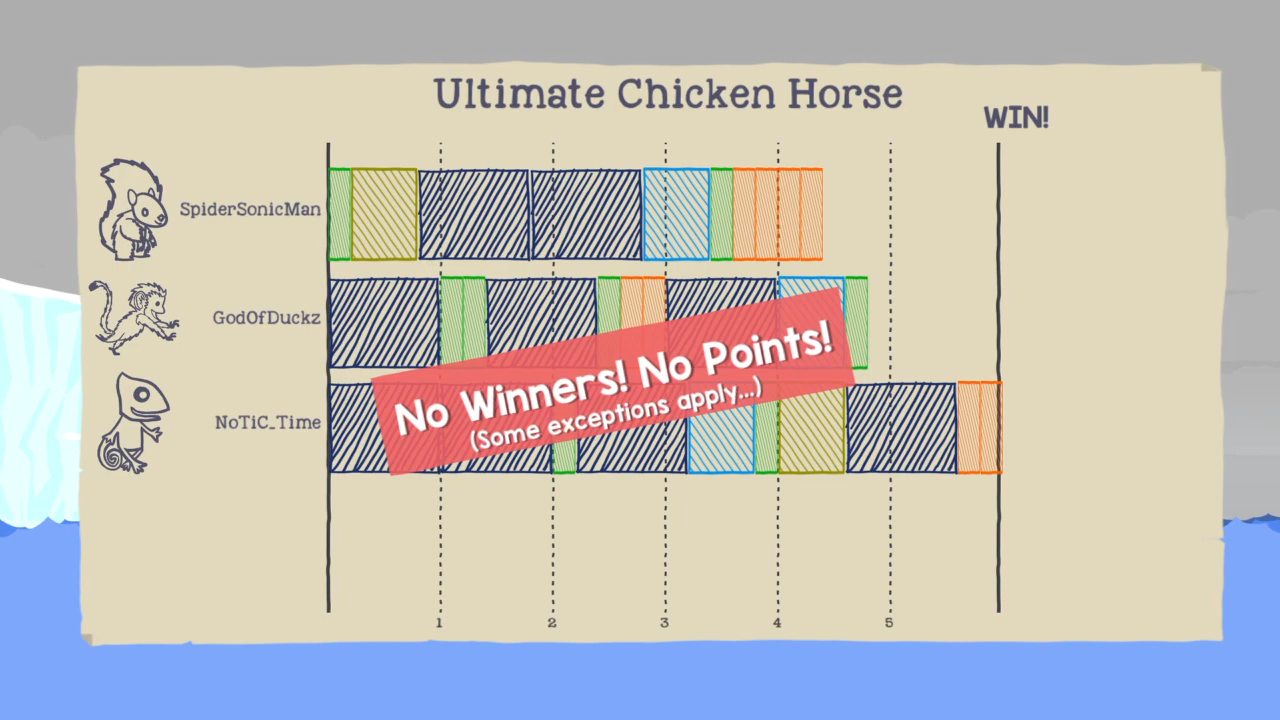 Ultimate Chicken Horse
WIN!
SpiderSonicMan
GodOfDuckz
No Winners! No Points!
(Some exceptions apply...)
NoTiC_Time
1 2 3 4 5